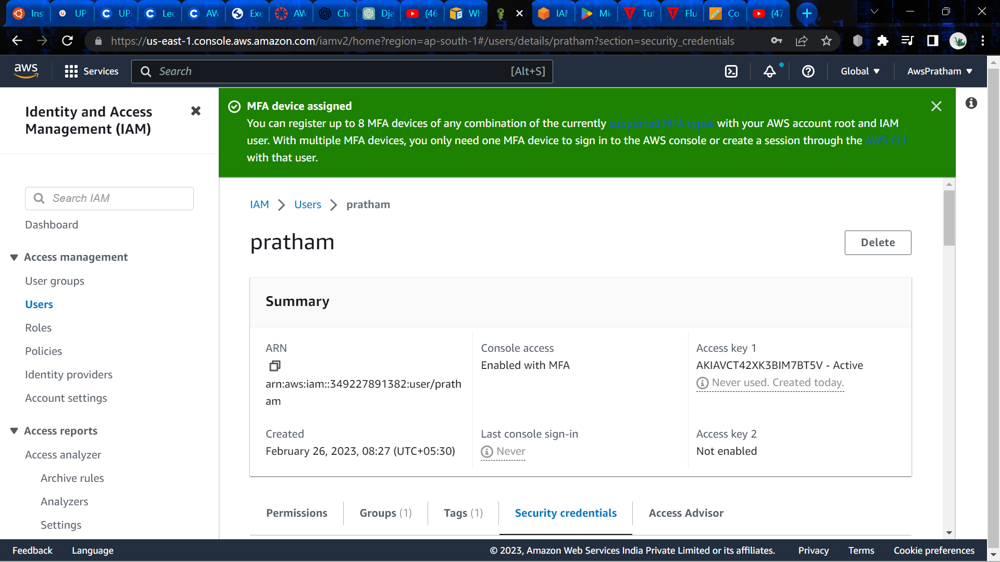 Ins
UP
UP
Lec
AW
Exe
AW
Ch
Dja
(46
Wh
IAM
Mi
Tut
Flu
Co
(47
https://us-east-1.console.aws.amazon.com/iamv2/home?region=ap-south-1#/users/details/pratham?section=security_credentials
aws
Services
Search
[Alt+S]
Global
AwsPratham
Identity and Access
Management (IAM)
Search IAM
Dashboard
Access management
User groups
Users
Roles
Policies
Identity providers
Account settings
Access reports
Access analyzer
Archive rules
Analyzers
Settings
MFA device assigned
You can register up to 8 MFA devices of any combination of the currently supported MFA types with your AWS account root and IAM
user. With multiple MFA devices, you only need one MFA device to sign in to the AWS console or create a session through the AWS CLI
with that user.
IAM > Users > pratham
pratham
Delete
Summary
ARN
arn:aws:iam::349227891382:user/prath
am
Console access
Enabled with MFA
Access key 1
AKIAVCT42XK3BIM7BT5V - Active
Never used. Created today.
Created
February 26, 2023, 08:27 (UTC+05:30)
Last console sign-in
Never
Access key 2
Not enabled
Permissions
Groups (1)
Tags (1)
Security credentials
Access Advisor
Feedback
Language
© 2023, Amazon Web Services India Private Limited or its affiliates.
Privacy
Terms
Cookie preferences